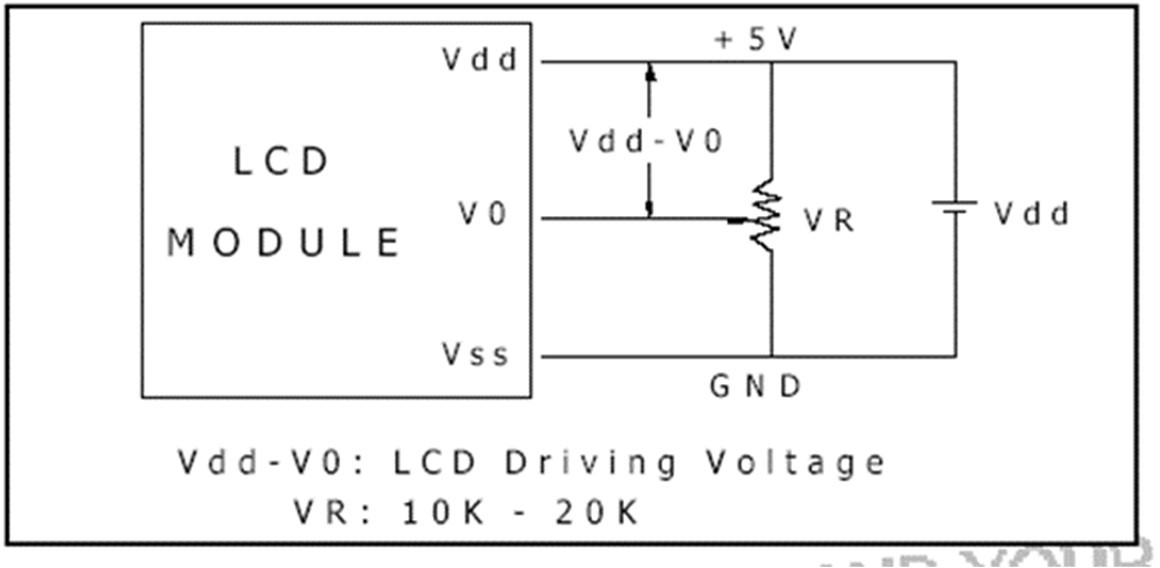 +5V
Vdd
Vdd-V0
LCD
MODULE
V0
VR
Vdd
Vss
GND
Vdd-V0: LCD Driving Voltage
VR: 10K - 20K
YOUR